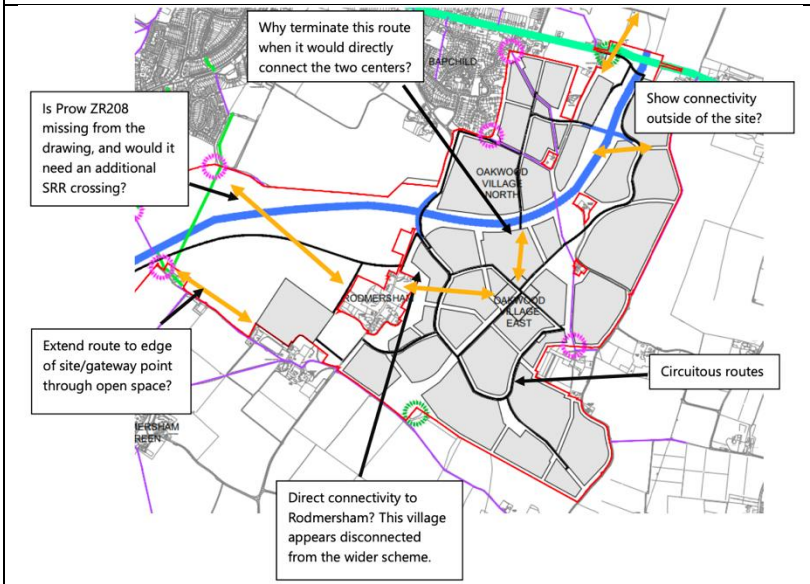 Why terminate this route
when it would directly
connect the two centers?
BAPCHILD
Is Prow ZR208
missing from the
drawing, and would it
need an additional
SRR crossing?
Show connectivity
outside of the site?
OAKWOOD
VILLAGE
NORTH
RODMERSHAM
OAKWOOD
VILLAGE
EAST
Extend route to edge
of site/gateway point
through open space?
Circuitous routes
MERSHAM
REEN
Direct connectivity to
Rodmersham? This village
appears disconnected
from the wider scheme.